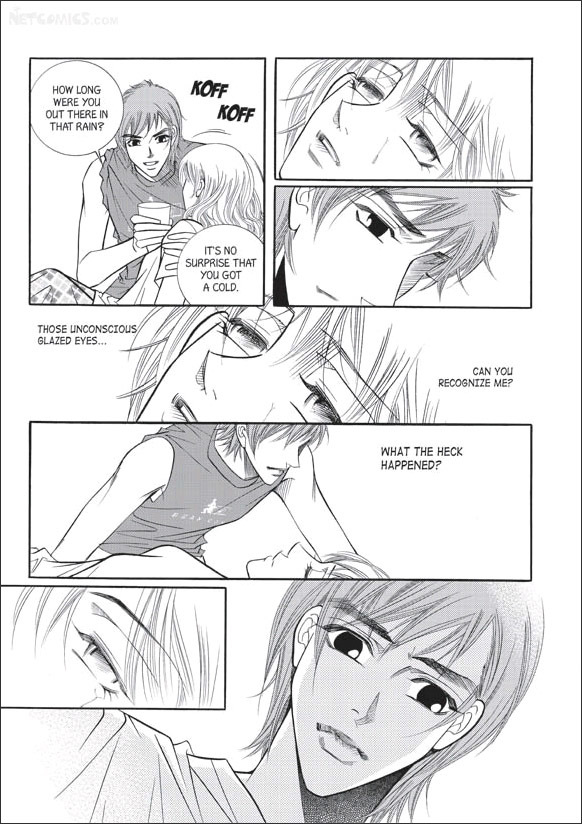 NETCOMICS.COM
HOW LONG
WERE YOU
OUT THERE IN
THAT RAIN?
KOFF
KOFF
IT'S NO
SURPRISE THAT
YOU GOT
A COLD.
THOSE UNCONSCIOUS
GLAZED EYES...
CAN YOU
RECOGNIZE ME?
WHAT THE HECK
HAPPENED?